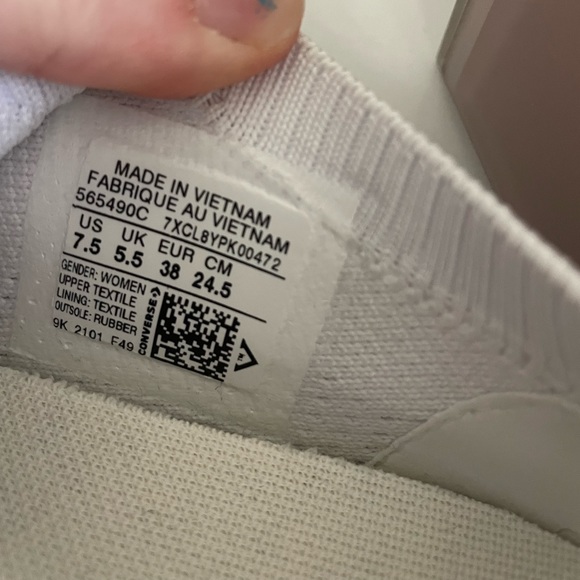 MADE IN VIETNAM
FABRIQUE AU VIETNAM
565490C 7XCL8YPK00472
US UK EUR CM
7.5 5.5 38 24.5
GENDER: WOMEN
UPPER TEXTILE
LINING: TEXTILE
OUTSOLE: RUBBER
9K 2101 F49
CONVERSE
TM